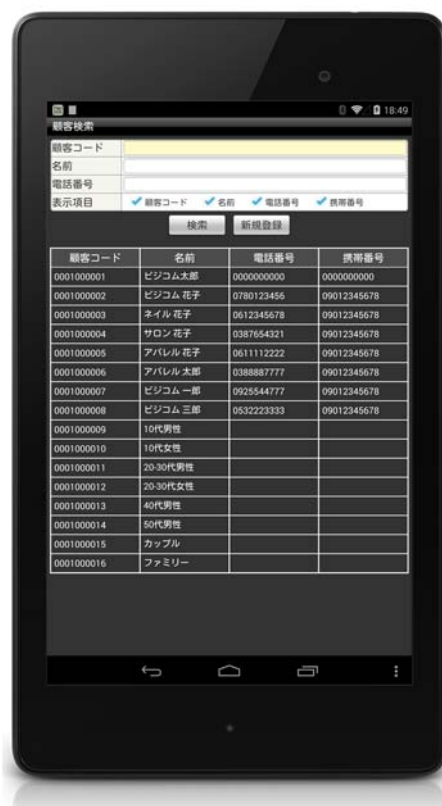 18:49
顧客検索
顧客コード
名前
電話番号
表示項目 顧客コード 名前 電話番号 携帯番号
検索 新規登録
顧客コード 名前 電話番号 携帯番号
0001000001 ビジコム太郎 0000000000 0000000000
0001000002 ビジコム 花子 0780123456 09012345678
0001000003 ネイル 花子 0612345678 09012345678
0001000004 サロン 花子 0387654321 09012345678
0001000005 アパレル 花子 0611112222 09012345678
0001000006 アパレル 太郎 0388887777 09012345678
0001000007 ビジコム 一郎 0925544777 09012345678
0001000008 ビジコム 三郎 0532223333 09012345678
0001000009 10代男性
0001000010 10代女性
0001000011 20-30代男性
0001000012 20-30代女性
0001000013 40代男性
0001000014 50代男性
0001000015 カップル
0001000016 ファミリー